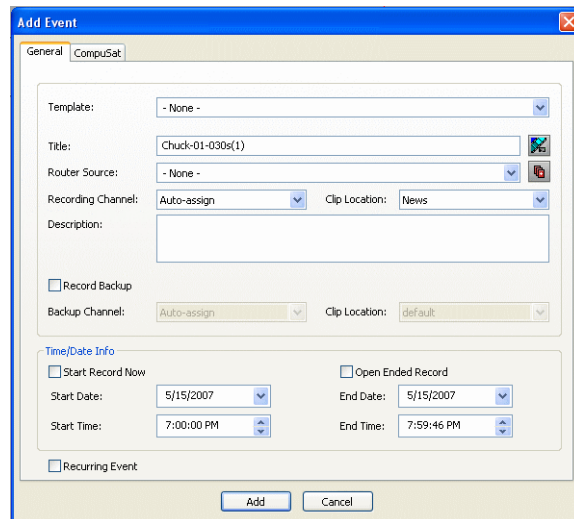 Add Event
General CompuSat
Template: - None -
Title: Chuck-01-030s(1)
Router Source: - None -
Recording Channel: Auto-assign Clip Location: News
Description:
Record Backup
Backup Channel: Auto-assign Clip Location: default
Time/Date Info
Start Record Now Open Ended Record
Start Date: 5/15/2007 End Date: 5/15/2007
Start Time: 7:00:00 PM End Time: 7:59:46 PM
Recurring Event
Add Cancel